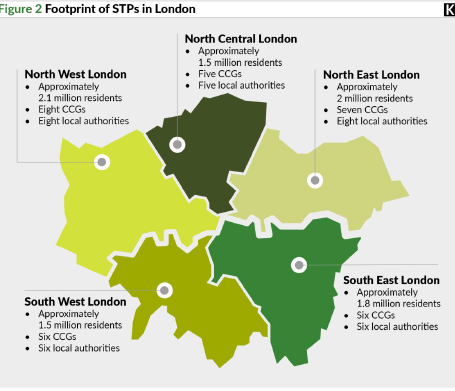 Figure 2 Footprint of STPs in London
K
North Central London
• Approximately
1.5 million residents
• Five CCGs
• Five local authorities
North West London
• Approximately
2.1 million residents
• Eight CCGs
• Eight local authorities
North East London
• Approximately
2 million residents
• Seven CCGs
• Eight local authorities
South East London
• Approximately
1.8 million residents
• Six CCGs
• Six local authorities
South West London
• Approximately
1.5 million residents
• Six CCGs
• Six local authorities